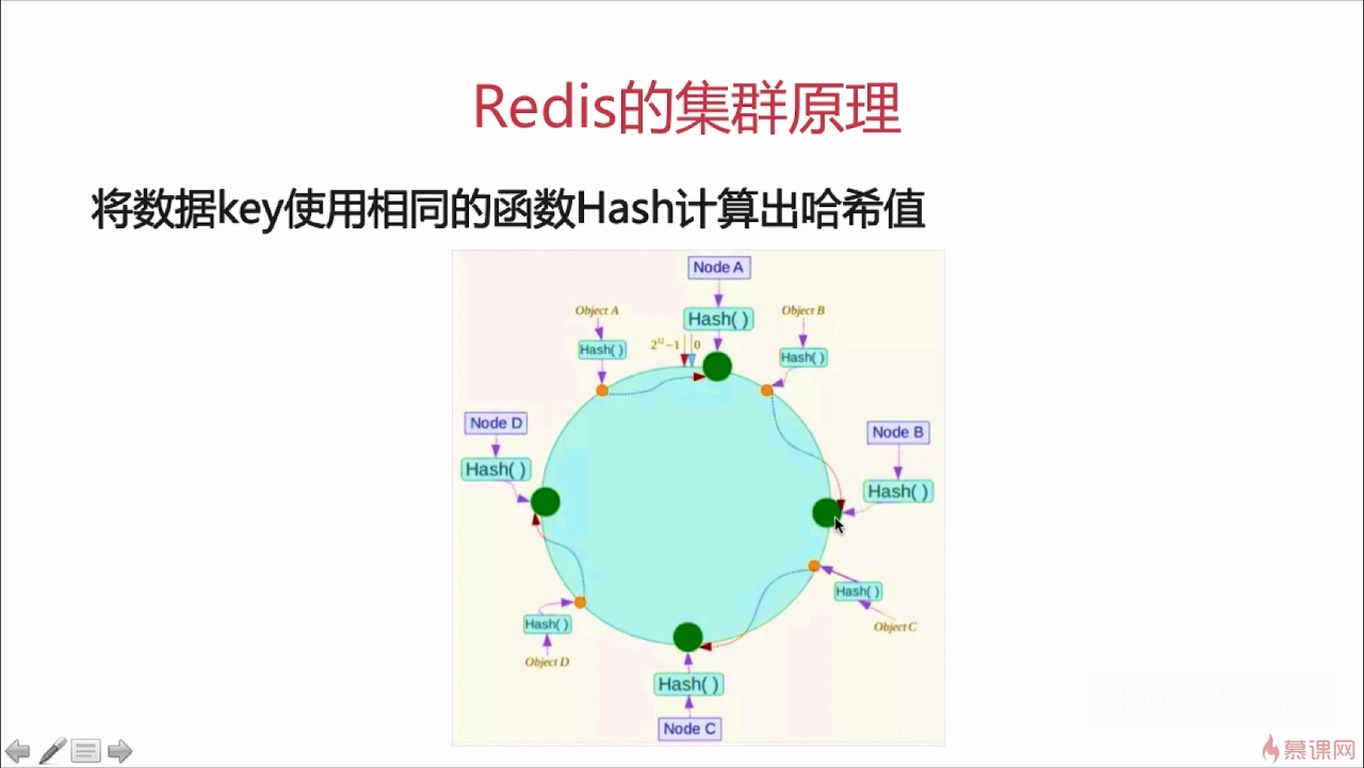 Redis的集群原理
将数据key使用相同的函数Hash计算出哈希值
Node A
Object A
Hash( )
Object B
Hash( )
2³²−1
0
Hash( )
Node D
Node B
Hash( )
Hash( )
Hash( )
Object C
Hash( )
Object D
Hash( )
Node C
慕课网